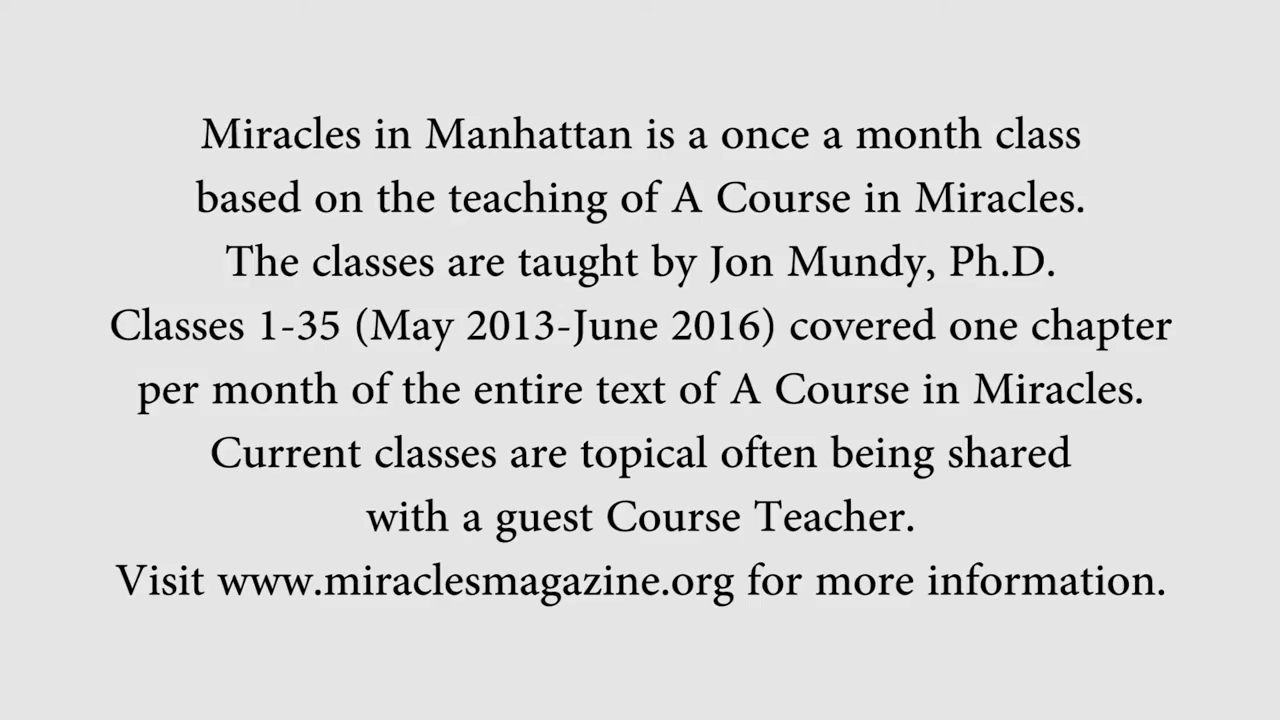 Miracles in Manhattan is a once a month class
based on the teaching of A Course in Miracles.
The classes are taught by Jon Mundy, Ph.D.
Classes 1-35 (May 2013-June 2016) covered one chapter
per month of the entire text of A Course in Miracles.
Current classes are topical often being shared
with a guest Course Teacher.
Visit www.miraclesmagazine.org for more information.